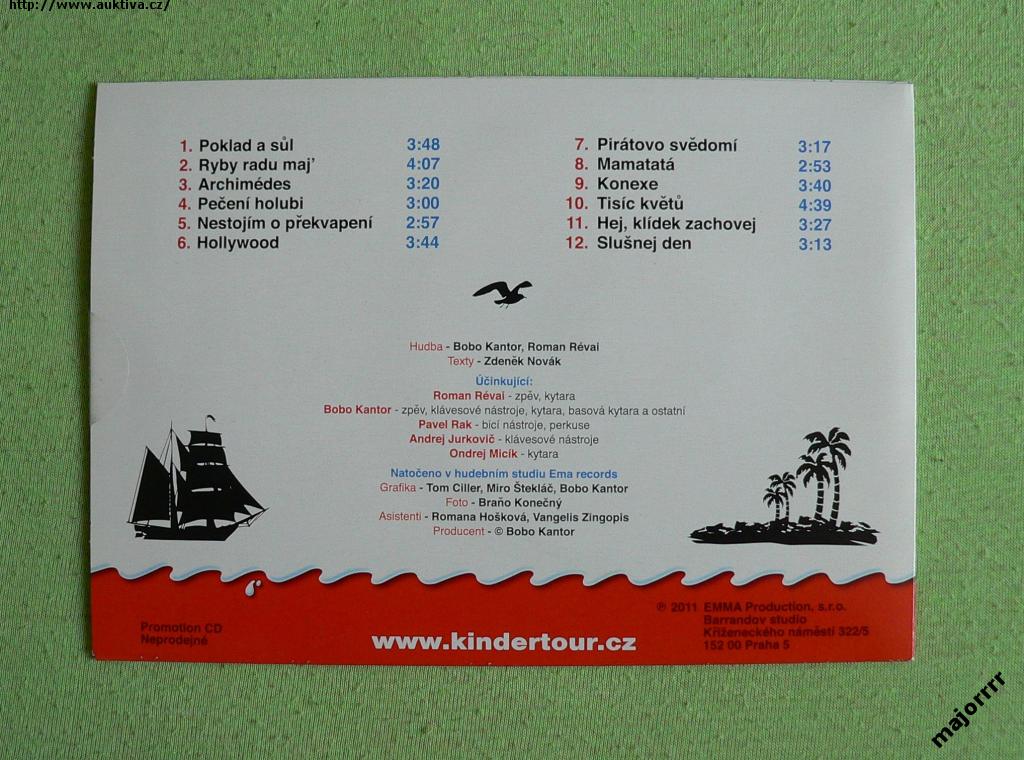 http://www.auktiva.cz/
1. Poklad a sůl 3:48
2. Ryby radu maj' 4:07
3. Archimédes 3:20
4. Pečení holubi 3:00
5. Nestojím o překvapení 2:57
6. Hollywood 3:44
7. Pirátovo svědomí 3:17
8. Mamatatá 2:53
9. Konexe 3:40
10. Tisíc květů 4:39
11. Hej, klídek zachovej 3:27
12. Slušnej den 3:13
Hudba - Bobo Kantor, Roman Révai
Texty - Zdeněk Novák
Účinkující:
Roman Révai - zpěv, kytara
Bobo Kantor - zpěv, klávesové nástroje, kytara, basová kytara a ostatní
Pavel Rak - bicí nástroje, perkuse
Andrej Jurkovič - klávesové nástroje
Ondrej Micík - kytara
Natočeno v hudebním studiu Ema records
Grafika - Tom Ciller, Miro Štekláč, Bobo Kantor
Foto - Braňo Konečný
Asistenti - Romana Hošková, Vangelis Zingopis
Producent - © Bobo Kantor
Promotion CD
Neprodejné
www.kindertour.cz
℗ 2011 EMMA Production, s.r.o.
Barrandov studio
Kříženeckého náměstí 322/5
152 00 Praha 5
majorrrr